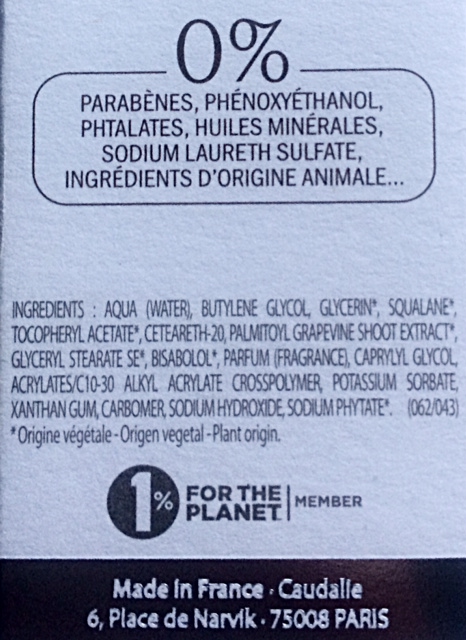 0%
PARABÈNES, PHÉNOXYÉTHANOL,
PHTALATES, HUILES MINÉRALES,
SODIUM LAURETH SULFATE,
INGRÉDIENTS D'ORIGINE ANIMALE...
INGREDIENTS : AQUA (WATER), BUTYLENE GLYCOL, GLYCERIN*, SQUALANE*,
TOCOPHERYL ACETATE*, CETEARETH-20, PALMITOYL GRAPEVINE SHOOT EXTRACT*,
GLYCERYL STEARATE SE*, BISABOLOL*, PARFUM (FRAGRANCE), CAPRYLYL GLYCOL,
ACRYLATES/C10-30 ALKYL ACRYLATE CROSSPOLYMER, POTASSIUM SORBATE,
XANTHAN GUM, CARBOMER, SODIUM HYDROXIDE, SODIUM PHYTATE*. (062/043)
*Origine végétale - Origen vegetal - Plant origin.
1% FOR THE PLANET | MEMBER
Made in France · Caudalie
6, Place de Narvik · 75008 PARIS